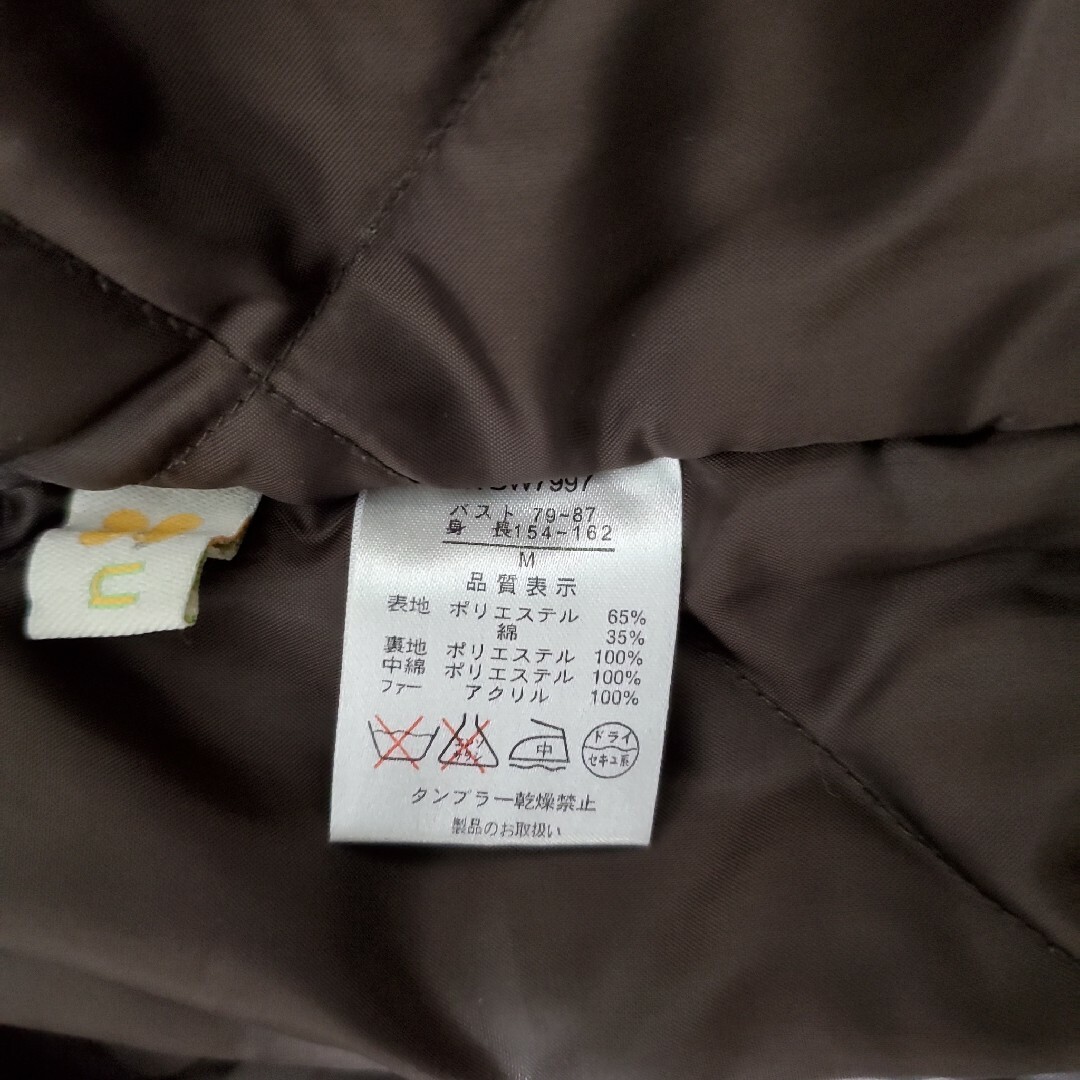 バスト 79~87
身 長154~162
M
品質表示
表地 ポリエステル 65%
綿 35%
裏地 ポリエステル 100%
中綿 ポリエステル 100%
ファー アクリル 100%
中
ドライ
セキユ系
タンブラー乾燥禁止
製品のお取扱い